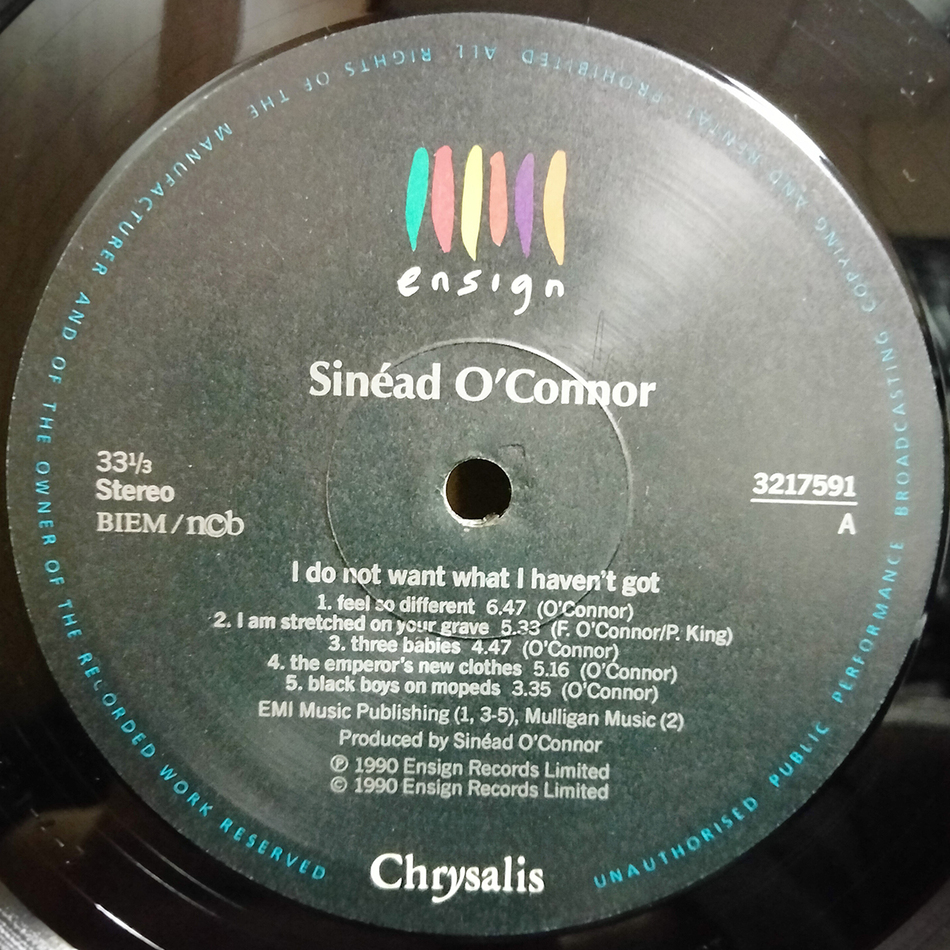 ensign
Sinéad O'Connor
33⅓
Stereo
BIEM/ncb
3217591
A
I do not want what I haven't got
1. feel so different 6.47 (O'Connor)
2. I am stretched on your grave 5.33 (F. O'Connor/P. King)
3. three babies 4.47 (O'Connor)
4. the emperor's new clothes 5.16 (O'Connor)
5. black boys on mopeds 3.35 (O'Connor)
EMI Music Publishing (1, 3-5), Mulligan Music (2)
Produced by Sinéad O'Connor
℗ 1990 Ensign Records Limited
© 1990 Ensign Records Limited
Chrysalis
UNAUTHORISED PUBLIC PERFORMANCE BROADCASTING COPYING AND RENTAL PROHIBITED ALL RIGHTS OF THE MANUFACTURER AND OF THE OWNER OF THE RECORDED WORK RESERVED